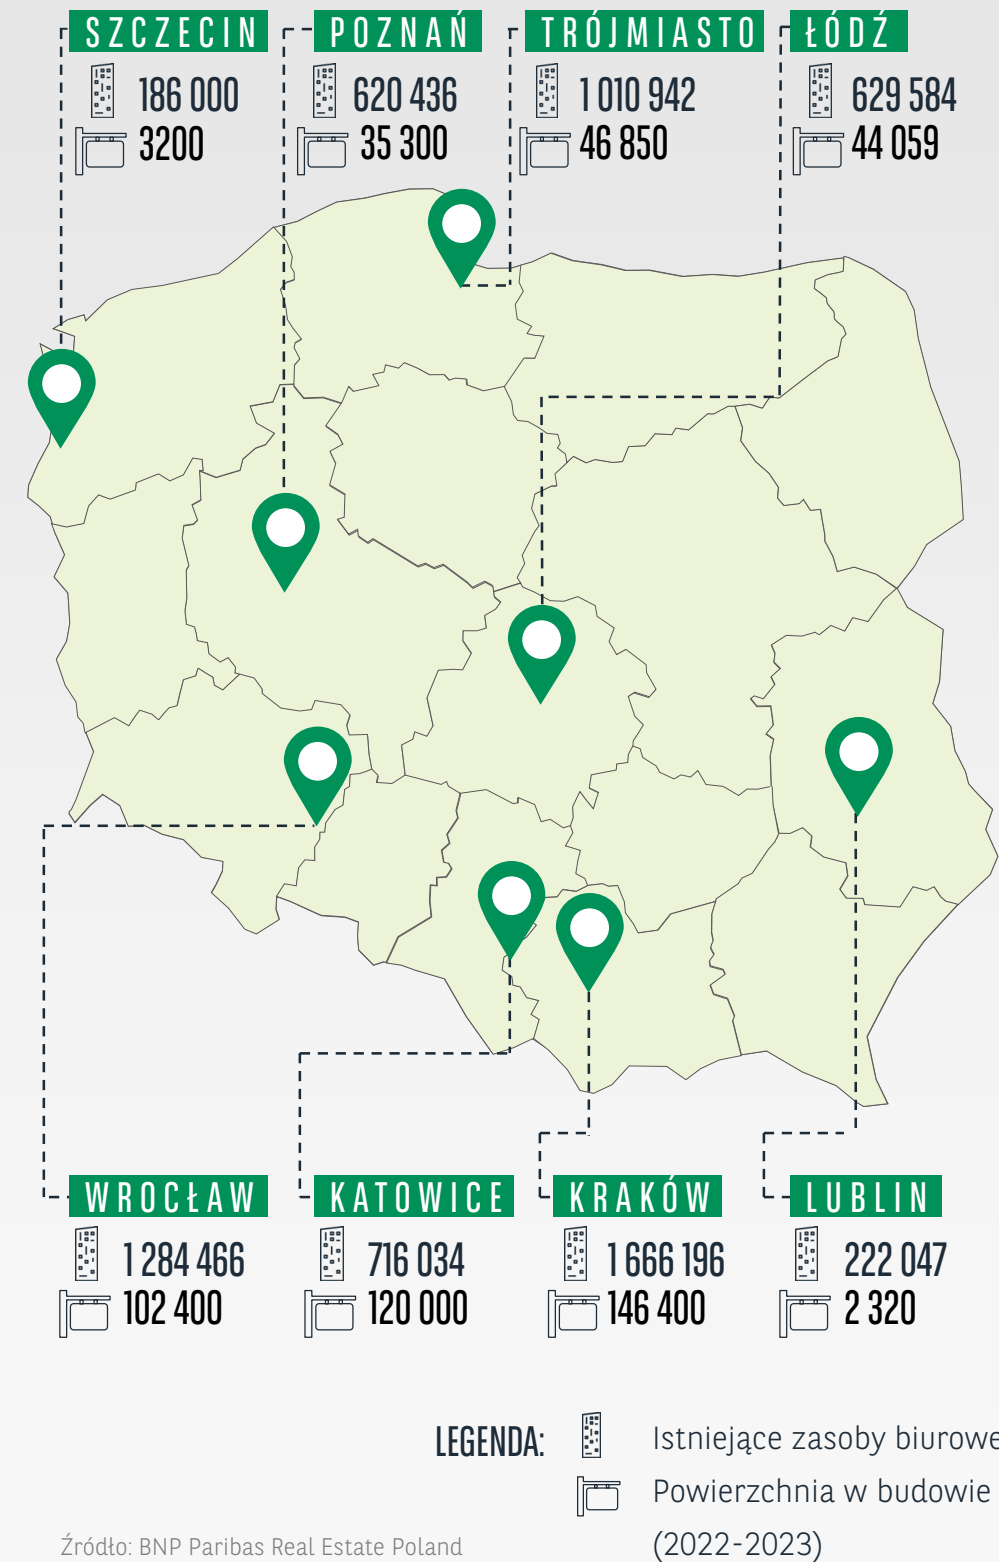 SZCZECIN
186 000
3200
POZNAŃ
620 436
35 300
TRÓJMIASTO
1 010 942
46 850
ŁÓDŹ
629 584
44 059
WROCŁAW
1 284 466
102 400
KATOWICE
716 034
120 000
KRAKÓW
1 666 196
146 400
LUBLIN
222 047
2 320
LEGENDA:
Istniejące zasoby biurowe
Powierzchnia w budowie
(2022-2023)
Źródło: BNP Paribas Real Estate Poland